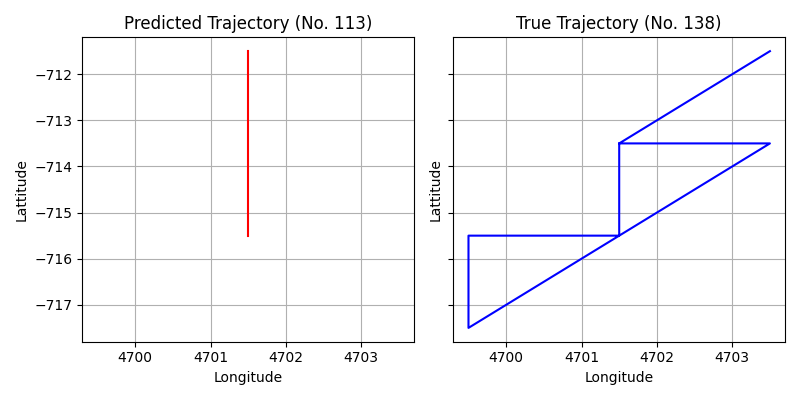 Predicted Trajectory (No. 113)
−712
−713
−714
−715
−716
−717
Lattitude
4700 4701 4702 4703
Longitude
True Trajectory (No. 138)
Lattitude
4700 4701 4702 4703
Longitude